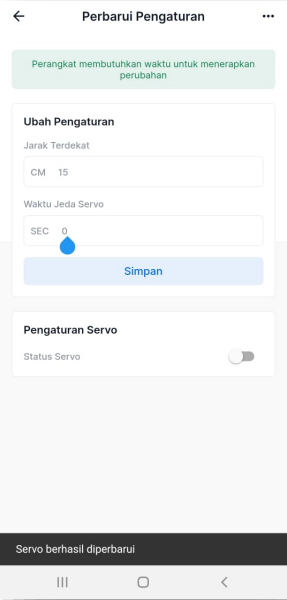 Perbarui Pengaturan
Perangkat membutuhkan waktu untuk menerapkan
perubahan
Ubah Pengaturan
Jarak Terdekat
CM 15
Waktu Jeda Servo
SEC 0
Simpan
Pengaturan Servo
Status Servo
Servo berhasil diperbarui